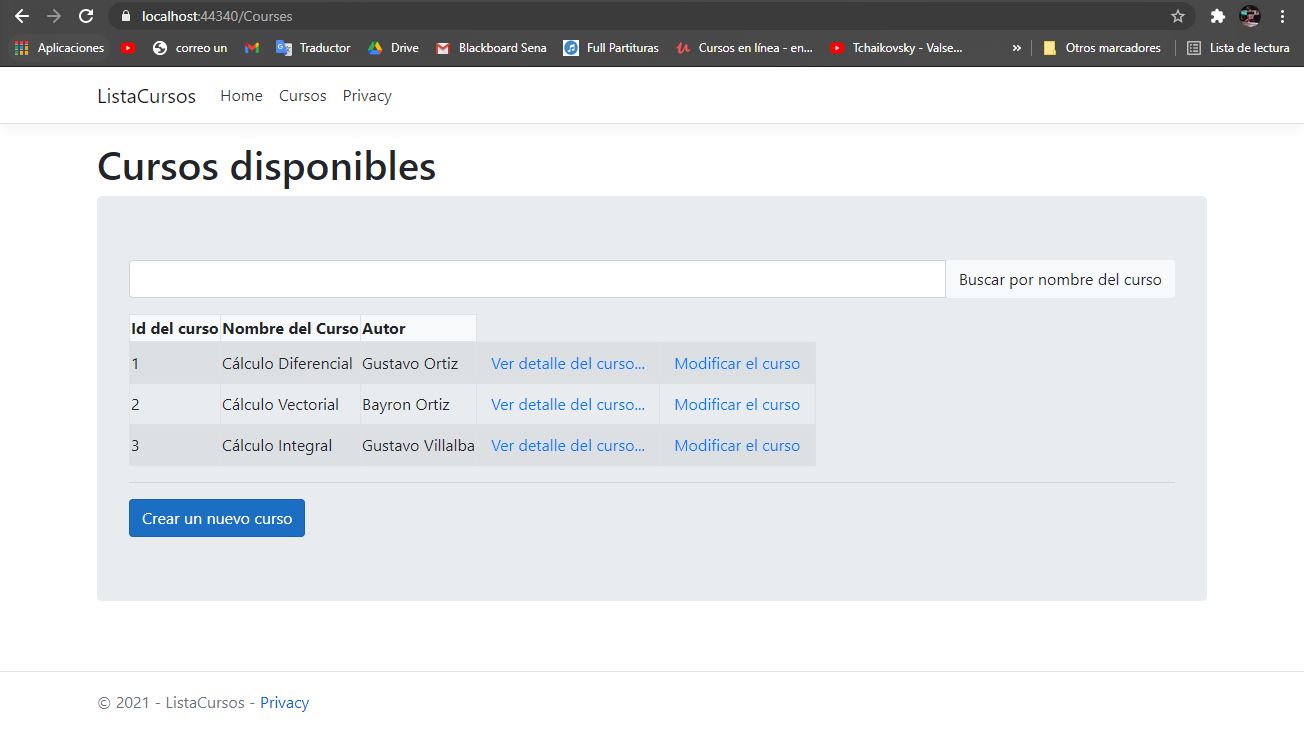 localhost:44340/Courses
Aplicaciones correo un Traductor Drive Blackboard Sena Full Partituras Cursos en línea - en... Tchaikovsky - Valse... » Otros marcadores Lista de lectura
ListaCursos Home Cursos Privacy
Cursos disponibles
Buscar por nombre del curso
Id del curso Nombre del Curso Autor
1 Cálculo Diferencial Gustavo Ortiz Ver detalle del curso... Modificar el curso
2 Cálculo Vectorial Bayron Ortiz Ver detalle del curso... Modificar el curso
3 Cálculo Integral Gustavo Villalba Ver detalle del curso... Modificar el curso
Crear un nuevo curso
© 2021 - ListaCursos - Privacy